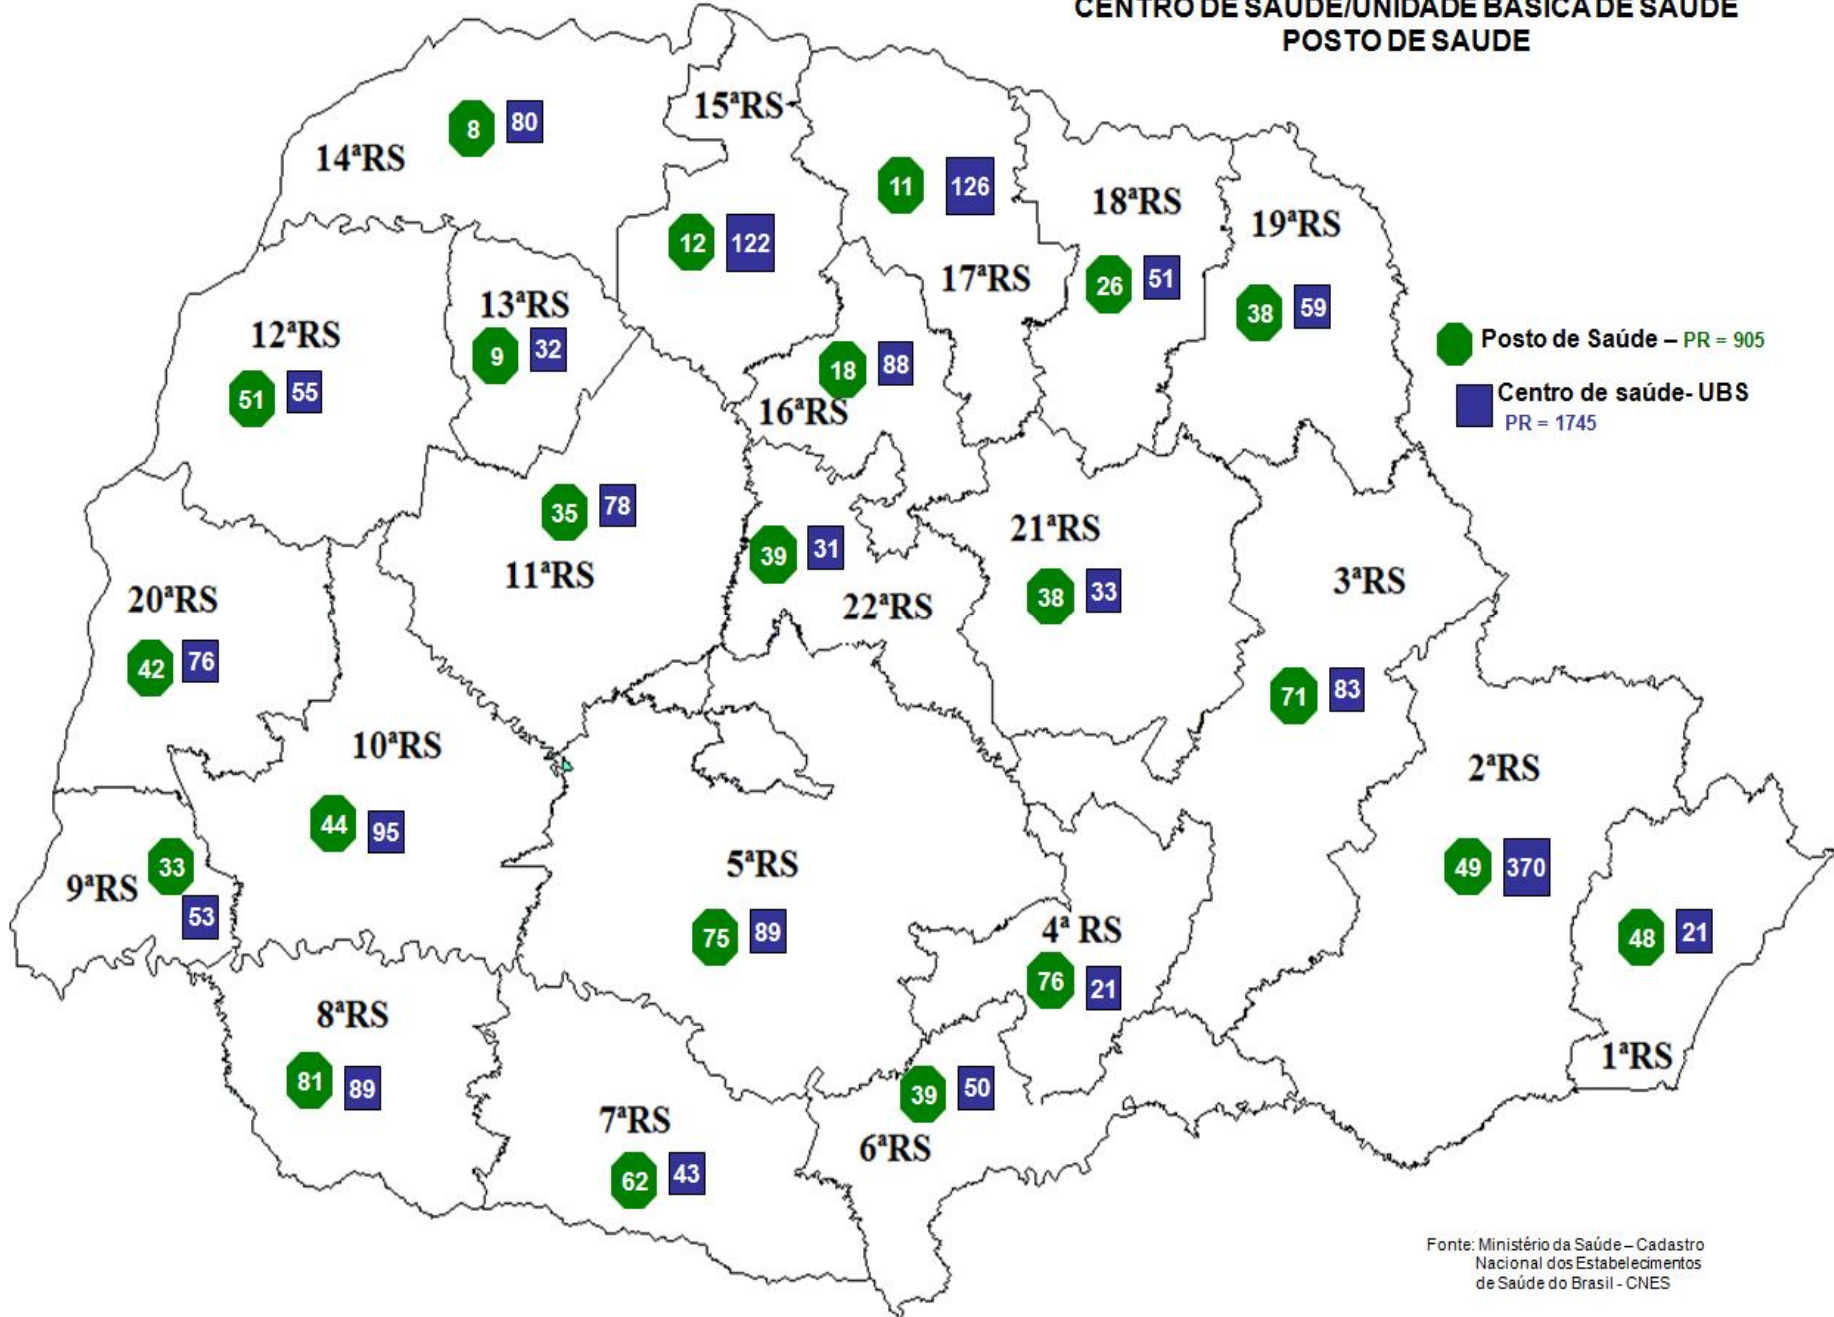 CENTRO DE SAUDE/UNIDADE BASICA DE SAUDE
POSTO DE SAUDE
15ªRS
8
80
14ªRS
11
126
18ªRS
19ªRS
12
122
17ªRS
26
51
38
59
13ªRS
9
32
12ªRS
51
55
18
88
16ªRS
Posto de Saúde – PR = 905
Centro de saúde- UBS
PR = 1745
35
78
11ªRS
39
31
22ªRS
21ªRS
38
33
3ªRS
71
83
20ªRS
42
76
10ªRS
44
95
2ªRS
49
370
9ªRS
33
53
5ªRS
75
89
4ª RS
76
21
48
21
1ªRS
8ªRS
81
89
7ªRS
62
43
39
50
6ªRS
Fonte: Ministério da Saúde – Cadastro
Nacional dos Estabelecimentos
de Saúde do Brasil - CNES